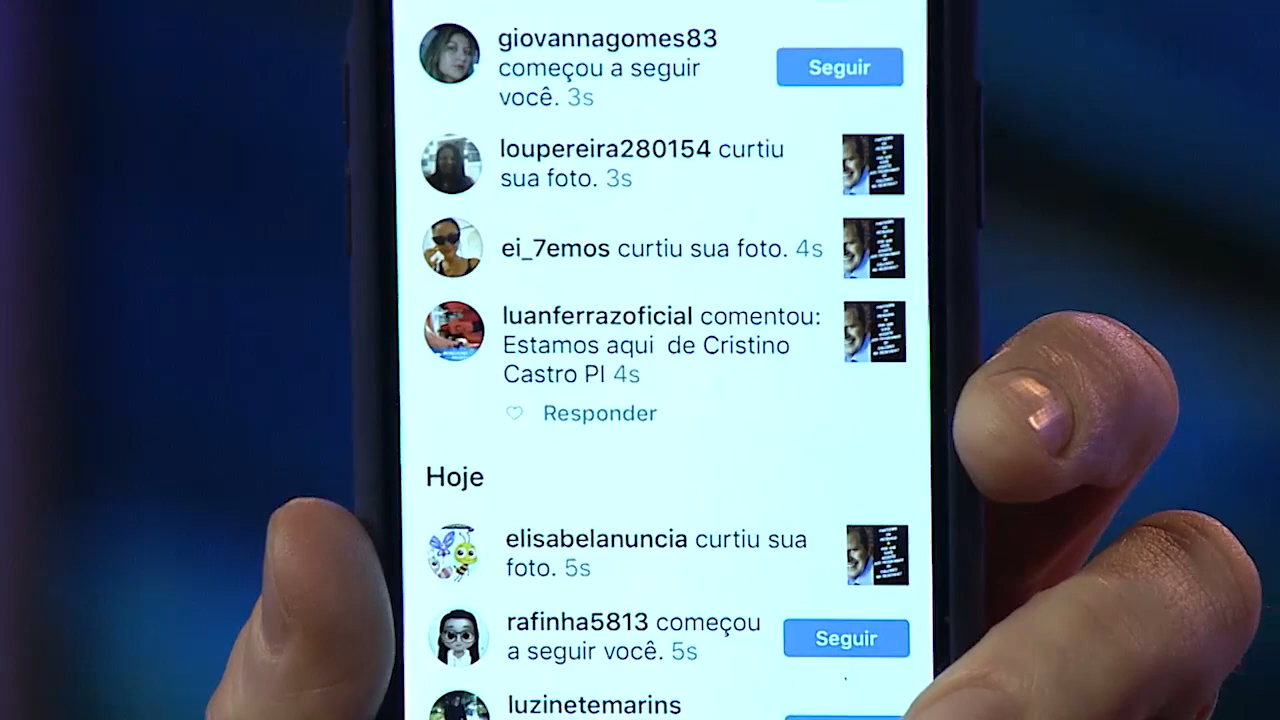 giovannagomes83
começou a seguir
você. 3s
Seguir
loupereira280154 curtiu
sua foto. 3s
ei_7emos curtiu sua foto. 4s
luanferrazoficial comentou:
Estamos aqui de Cristino
Castro PI 4s
Responder
Hoje
elisabelanuncia curtiu sua
foto. 5s
rafinha5813 começou
a seguir você. 5s
Seguir
luzinetemarins